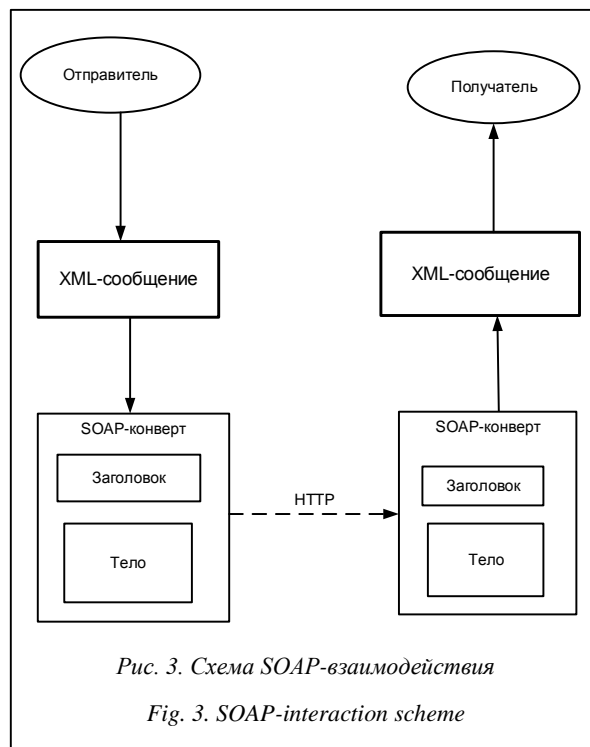 Отправитель
Получатель
XML-сообщение
XML-сообщение
SOAP-конверт
Заголовок
Тело
HTTP
SOAP-конверт
Заголовок
Тело
Рис. 3. Схема SOAP-взаимодействия
Fig. 3. SOAP-interaction scheme